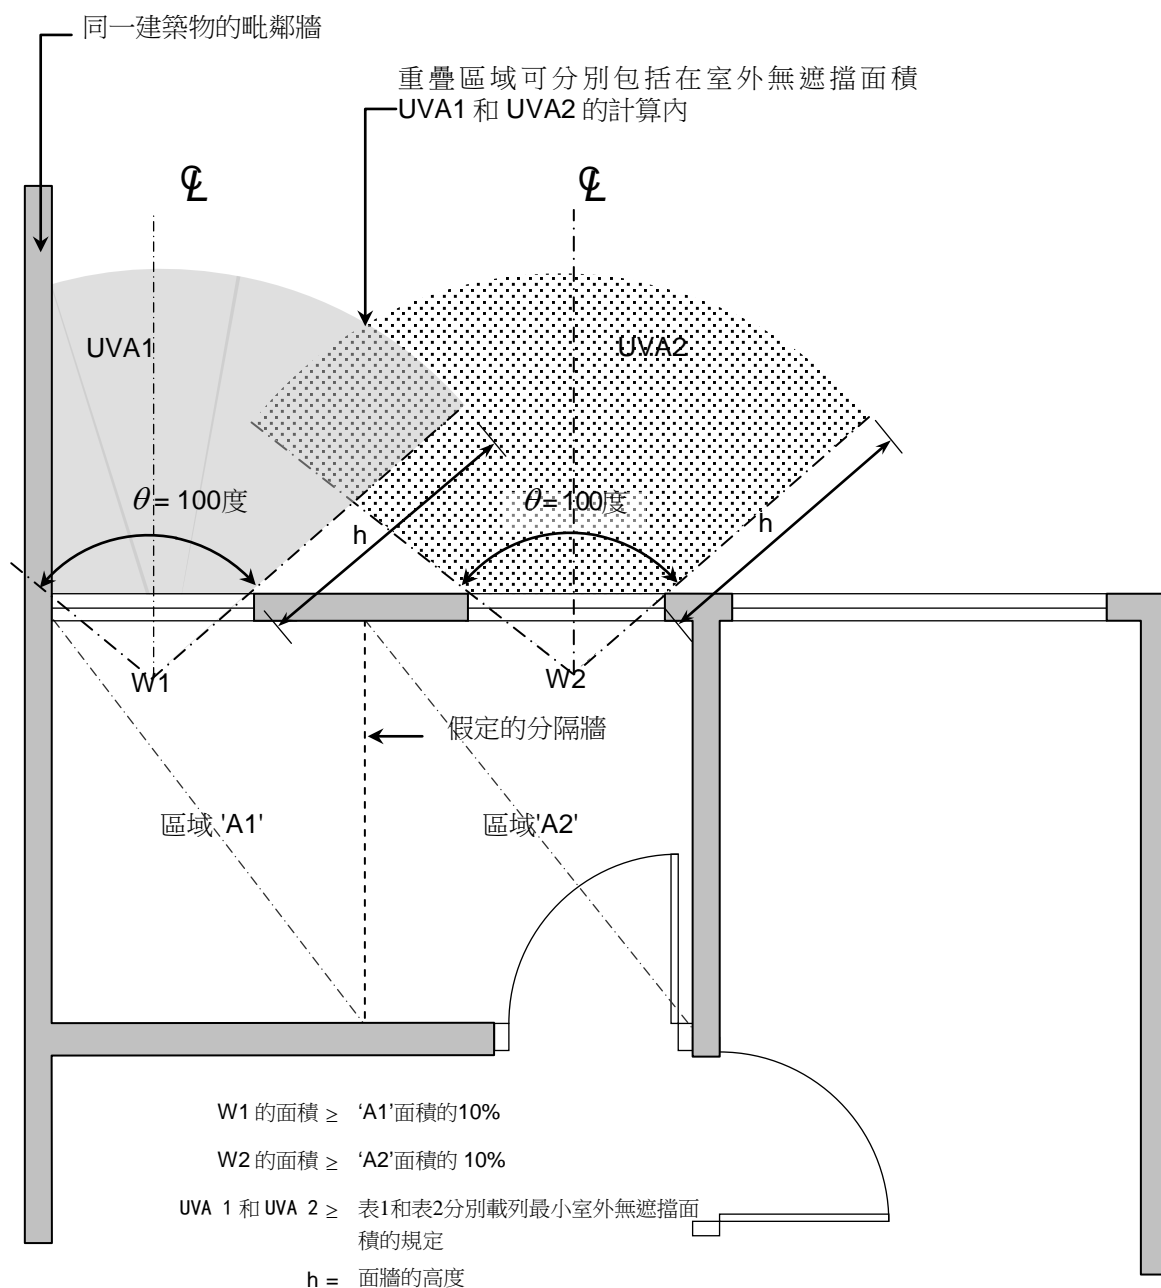 同一建築物的毗鄰牆
重疊區域可分別包括在室外無遮擋面積
UVA1 和 UVA2 的計算內
℄
℄
UVA1
UVA2
θ = 100度
θ = 100度
h
h
W1
W2
假定的分隔牆
區域 'A1'
區域'A2'
W1 的面積 ≥ ‘A1’面積的10%
W2 的面積 ≥ ‘A2’面積的 10%
UVA 1 和 UVA 2 ≥ 表1和表2分別載列最小室外無遮擋面
積的規定
h = 面牆的高度